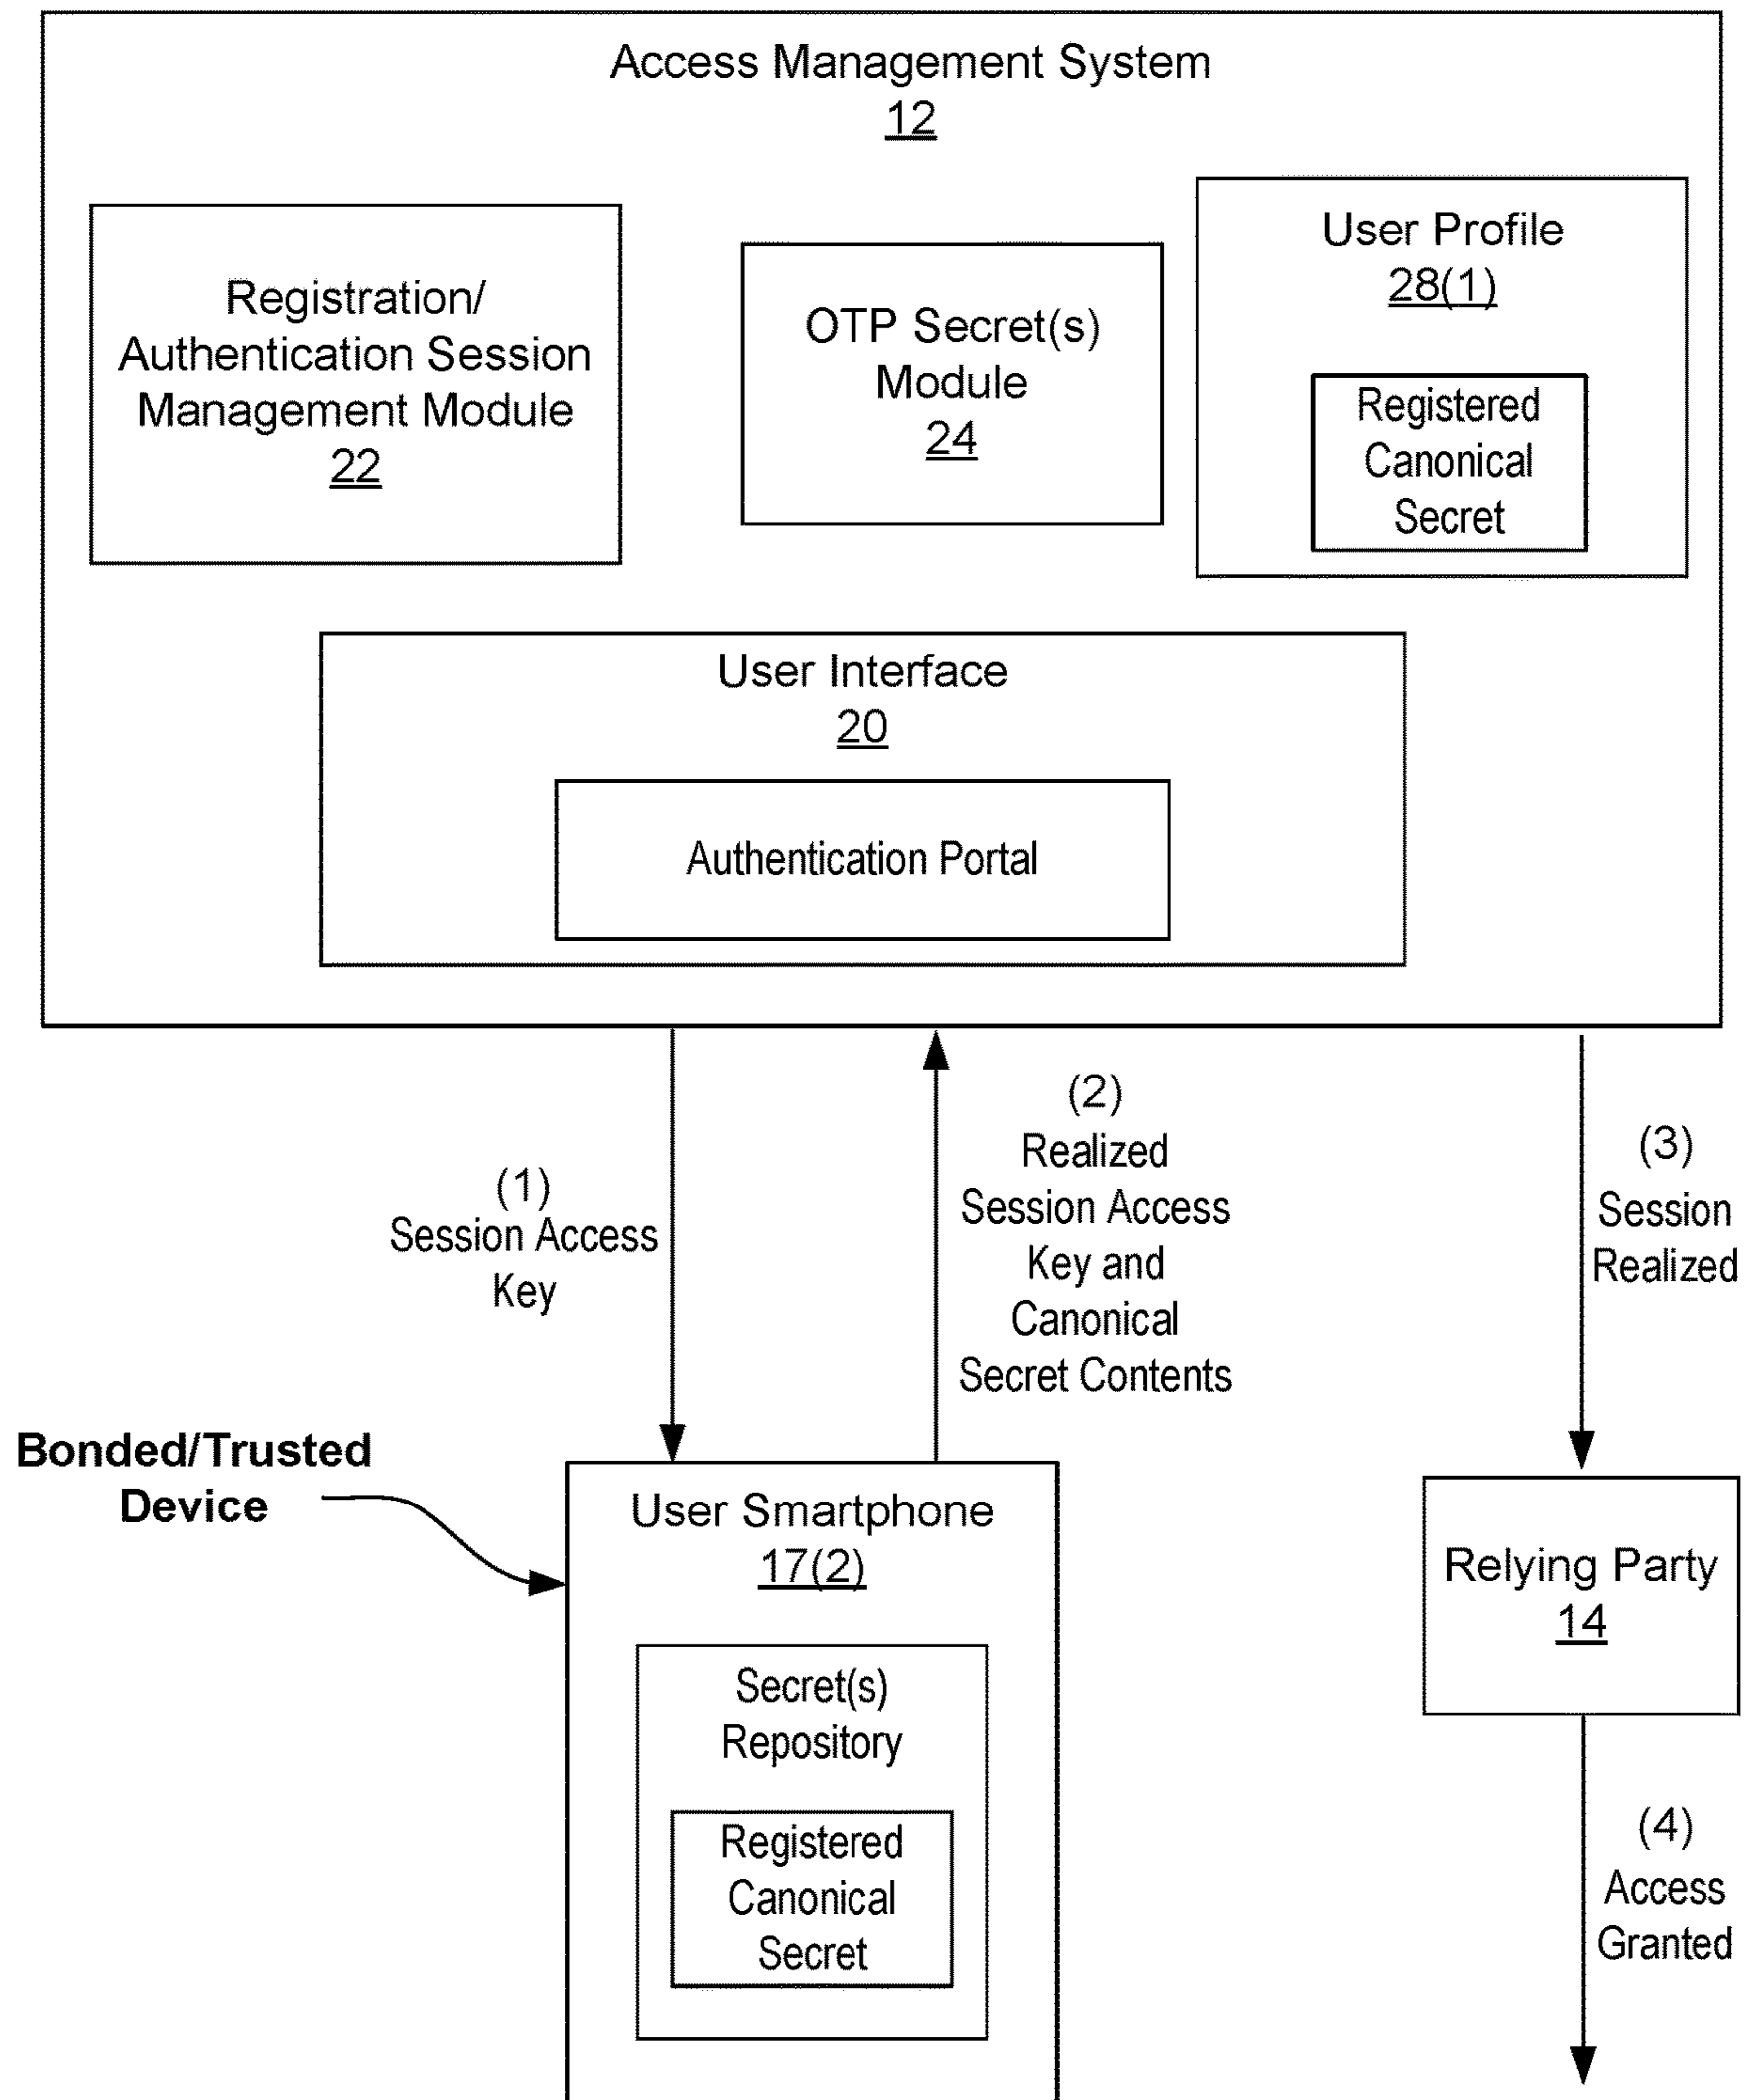 Access Management System
12
Registration/
Authentication Session
Management Module
22
OTP Secret(s)
Module
24
User Profile
28(1)
Registered
Canonical
Secret
User Interface
20
Authentication Portal
(1)
Session Access
Key
(2)
Realized
Session Access
Key and
Canonical
Secret Contents
(3)
Session
Realized
Bonded/Trusted
Device
User Smartphone
17(2)
Secret(s)
Repository
Registered
Canonical
Secret
Relying Party
14
(4)
Access
Granted